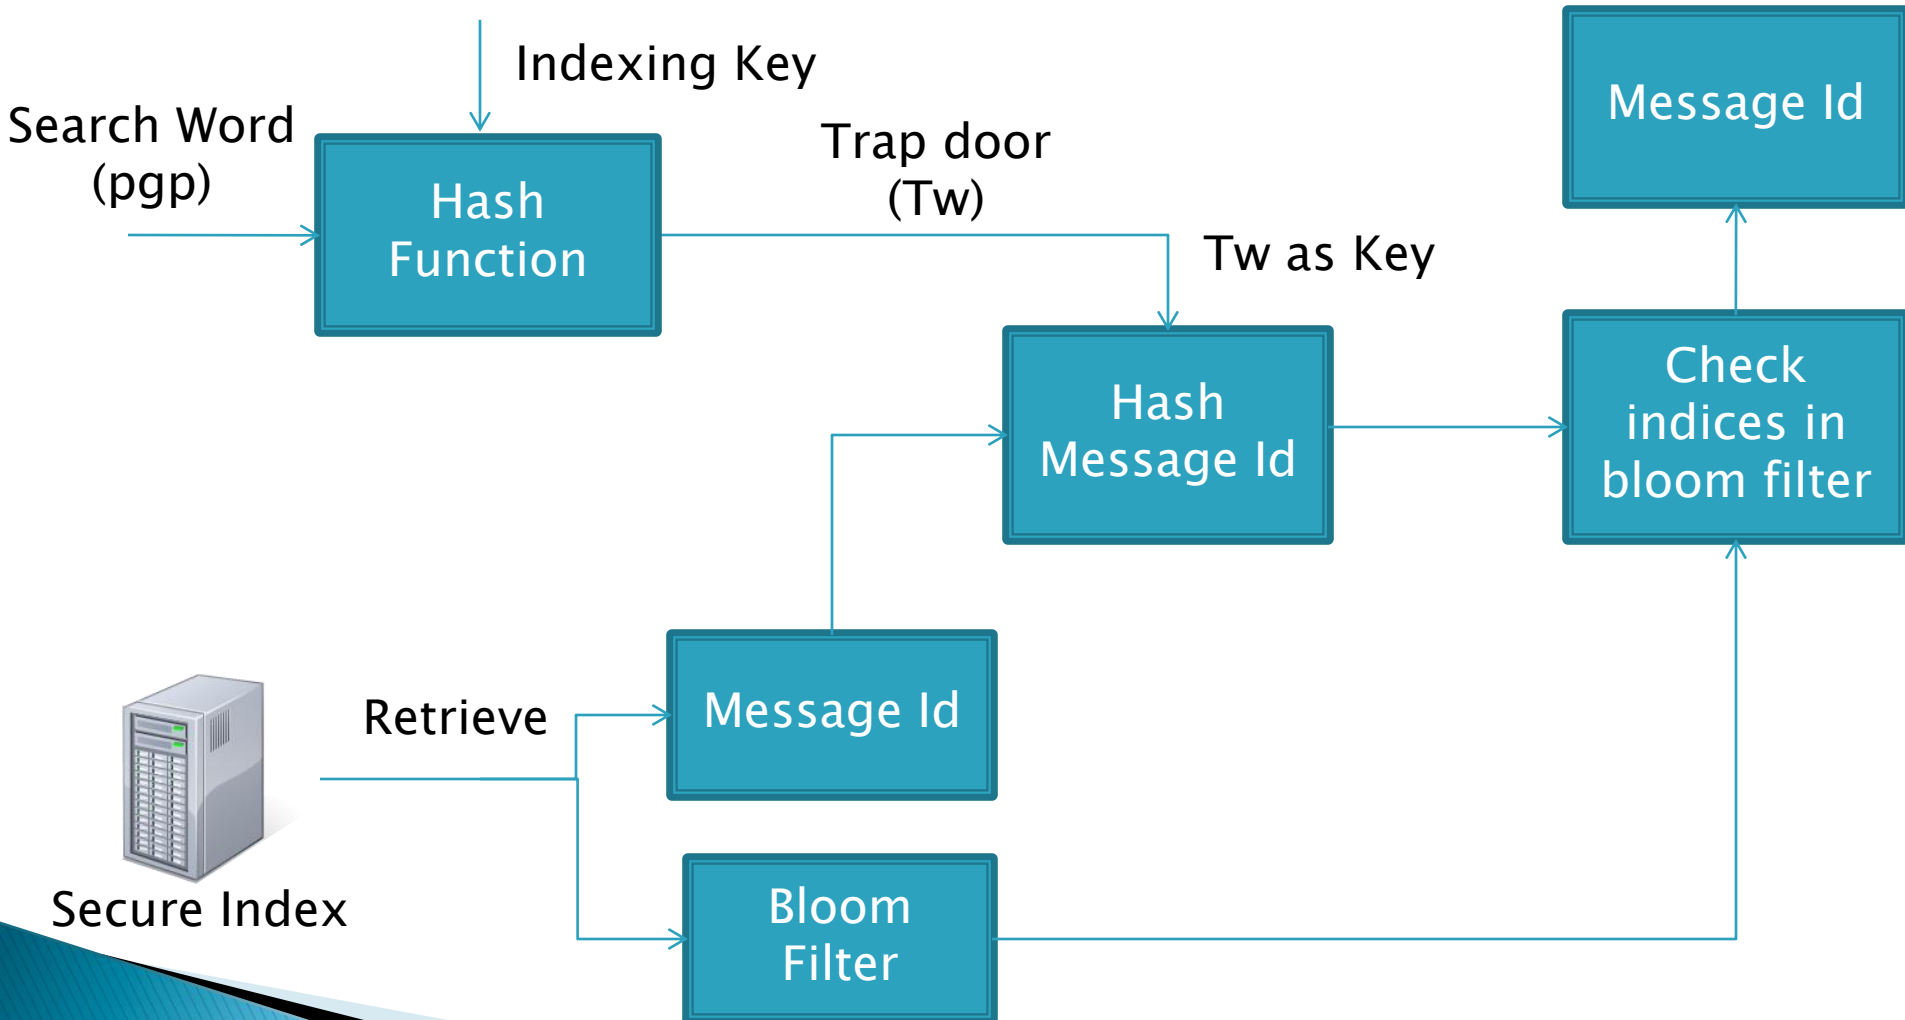 Indexing Key
Search Word
(pgp)
Hash
Function
Trap door
(Tw)
Tw as Key
Message Id
Hash
Message Id
Check
indices in
bloom filter
Retrieve
Message Id
Secure Index
Bloom
Filter